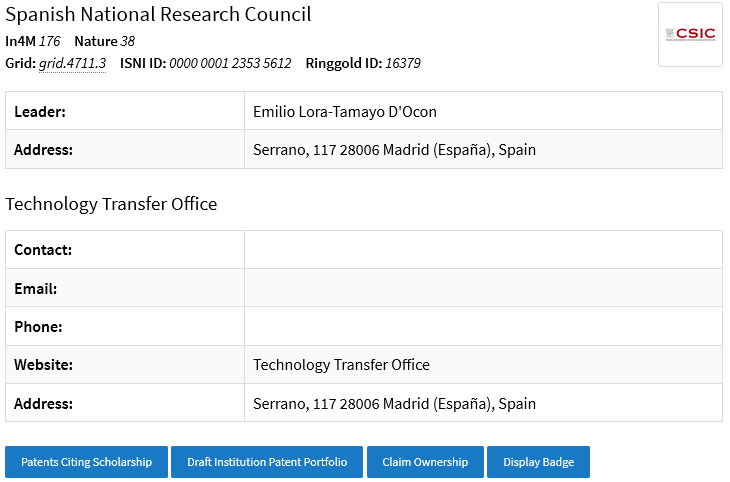 Spanish National Research Council
In4M 176 Nature 38
Grid: grid.4711.3 ISNI ID: 0000 0001 2353 5612 Ringgold ID: 16379
CSIC
Leader: Emilio Lora-Tamayo D'Ocon
Address: Serrano, 117 28006 Madrid (España), Spain
Technology Transfer Office
Contact:
Email:
Phone:
Website: Technology Transfer Office
Address: Serrano, 117 28006 Madrid (España), Spain
Patents Citing Scholarship Draft Institution Patent Portfolio Claim Ownership Display Badge